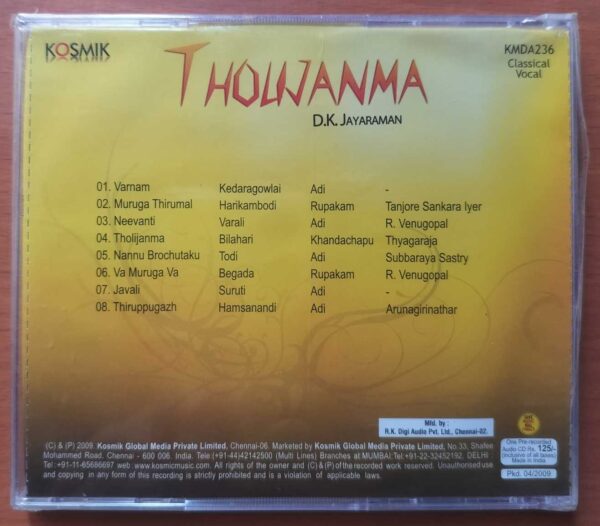 KOSMIK
THOLIJANMA
D.K. JAYARAMAN
KMDA236
Classical
Vocal
01. Varnam Kedaragowlai Adi -
02. Muruga Thirumal Harikambodi Rupakam Tanjore Sankara Iyer
03. Neevanti Varali Adi R. Venugopal
04. Tholijanma Bilahari Khandachapu Thyagaraja
05. Nannu Brochutaku Todi Adi Subbaraya Sastry
06. Va Muruga Va Begada Rupakam R. Venugopal
07. Javali Suruti Adi -
08. Thiruppugazh Hamsanandi Adi Arunagirinathar
Mfd. by :
R.K. Digi Audio Pvt. Ltd., Chennai-02.
(C) & (P) 2009. Kosmik Global Media Private Limited, Chennai-06. Marketed by Kosmik Global Media Private Limited, No.33, Shafee
Mohammed Road, Chennai - 600 006. India. Tele:(+91-44)42142500 (Multi Lines) Branches at MUMBAI:Tel:+91-22-32452192. DELHI :
Tel:+91-11-65686697 web :www.kosmicmusic.com. All rights of the owner and (C) & (P) of the recorded work reserved. Unauthorised use
and copying in any form of this recording is strictly prohibited and is a violation of applicable laws.
One Pre-recorded
Audio CD Rs. 125/-
(inclusive of all taxes)
Made in India
Pkd. 04/2009